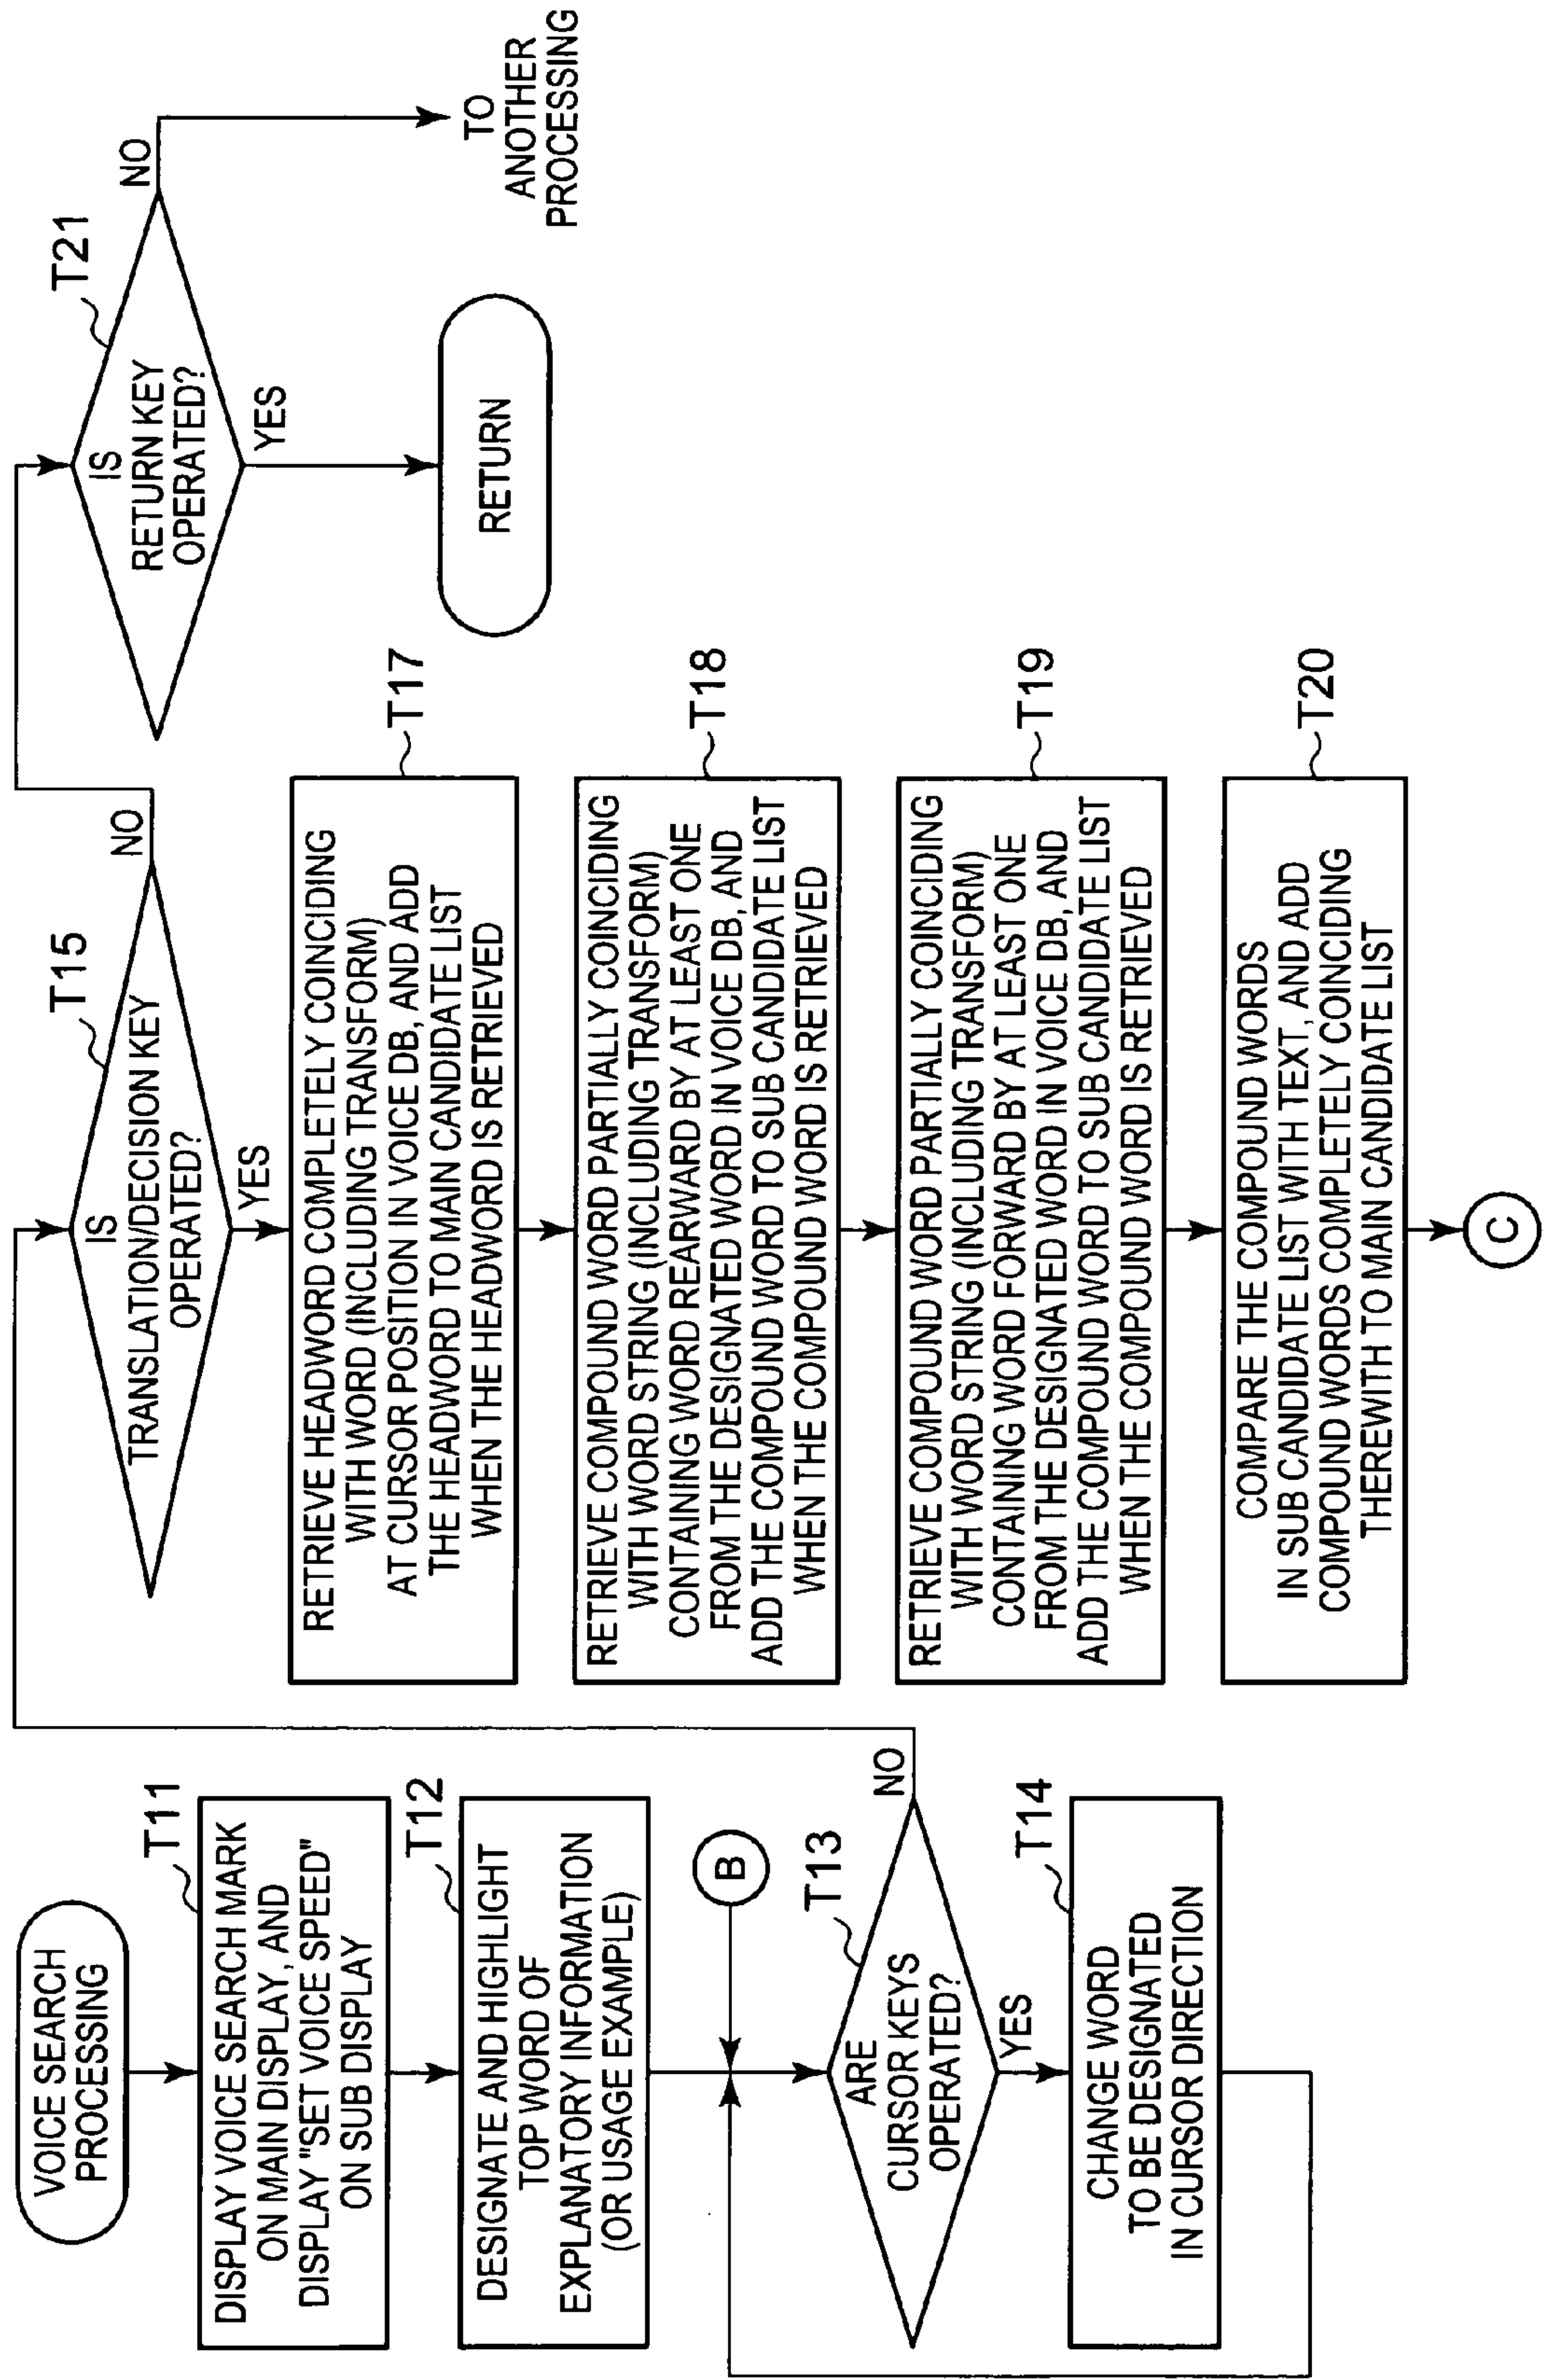 VOICE SEARCH
PROCESSING
T11
DISPLAY VOICE SEARCH MARK
ON MAIN DISPLAY, AND
DISPLAY "SET VOICE SPEED"
ON SUB DISPLAY
T12
DESIGNATE AND HIGHLIGHT
TOP WORD OF
EXPLANATORY INFORMATION
(OR USAGE EXAMPLE)
B
T13
ARE
CURSOR KEYS
OPERATED?
NO
YES
T14
CHANGE WORD
TO BE DESIGNATED
IN CURSOR DIRECTION
T15
IS
TRANSLATION/DECISION KEY
OPERATED?
NO
YES
T17
RETRIEVE HEADWORD COMPLETELY COINCIDING
WITH WORD (INCLUDING TRANSFORM)
AT CURSOR POSITION IN VOICE DB, AND ADD
THE HEADWORD TO MAIN CANDIDATE LIST
WHEN THE HEADWORD IS RETRIEVED
T18
RETRIEVE COMPOUND WORD PARTIALLY COINCIDING
WITH WORD STRING (INCLUDING TRANSFORM)
CONTAINING WORD REARWARD BY AT LEAST ONE
FROM THE DESIGNATED WORD IN VOICE DB, AND
ADD THE COMPOUND WORD TO SUB CANDIDATE LIST
WHEN THE COMPOUND WORD IS RETRIEVED
T19
RETRIEVE COMPOUND WORD PARTIALLY COINCIDING
WITH WORD STRING (INCLUDING TRANSFORM)
CONTAINING WORD FORWARD BY AT LEAST ONE
FROM THE DESIGNATED WORD IN VOICE DB, AND
ADD THE COMPOUND WORD TO SUB CANDIDATE LIST
WHEN THE COMPOUND WORD IS RETRIEVED
T20
COMPARE THE COMPOUND WORDS
IN SUB CANDIDATE LIST WITH TEXT, AND ADD
COMPOUND WORDS COMPLETELY COINCIDING
THEREWITH TO MAIN CANDIDATE LIST
C
T21
IS
RETURN KEY
OPERATED?
NO
YES
RETURN
TO
ANOTHER
PROCESSING